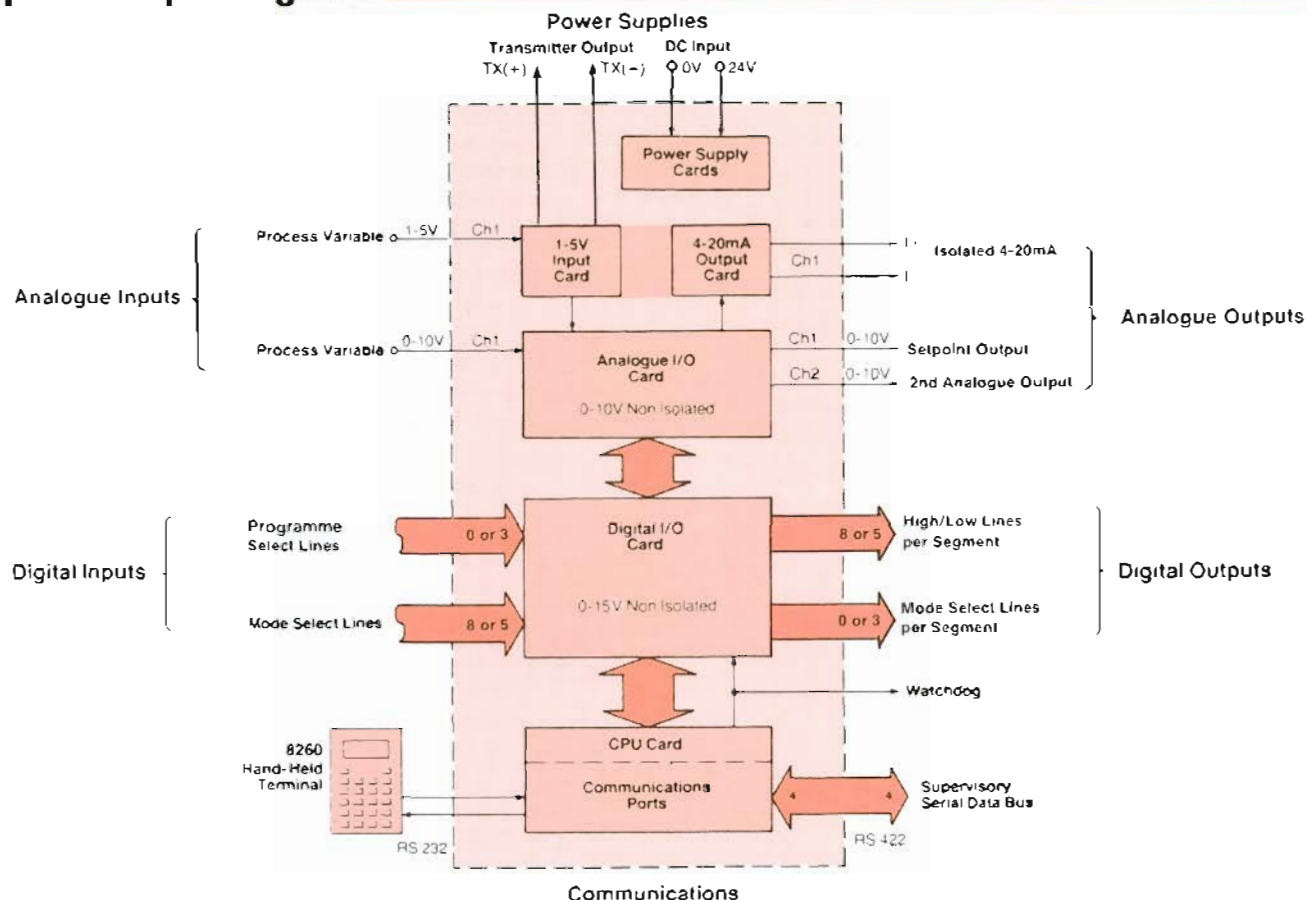 Power Supplies
Transmitter Output
DC Input
TX(+)
TX(−)
0V
24V
Power Supply
Cards
Analogue Inputs
Process Variable
1-5V
Ch1
1-5V
Input
Card
4-20mA
Output
Card
Ch1
Isolated 4-20mA
Analogue Outputs
Process Variable
0-10V
Ch1
Analogue I/O
Card
0-10V Non Isolated
Ch1
0-10V
Setpoint Output
Ch2
0-10V
2nd Analogue Output
Digital Inputs
Programme
Select Lines
0 or 3
Mode Select Lines
8 or 5
Digital I/O
Card
0-15V Non Isolated
8 or 5
High/Low Lines
per Segment
0 or 3
Mode Select Lines
per Segment
Digital Outputs
Watchdog
8260
Hand-Held
Terminal
RS 232
CPU Card
Communications
Ports
4
4
Supervisory
Serial Data Bus
RS 422
Communications